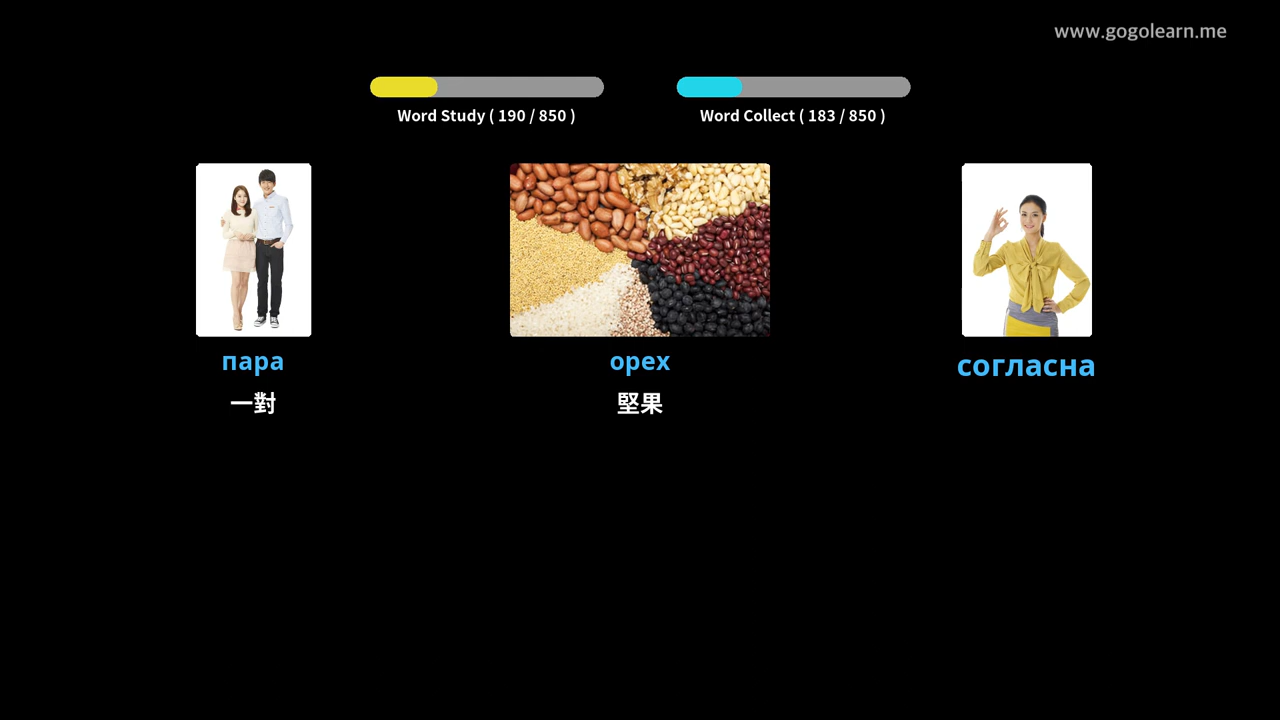 www.gogolearn.me
Word Study ( 190 / 850 )
Word Collect ( 183 / 850 )
пара
орех
согласна
一對
堅果